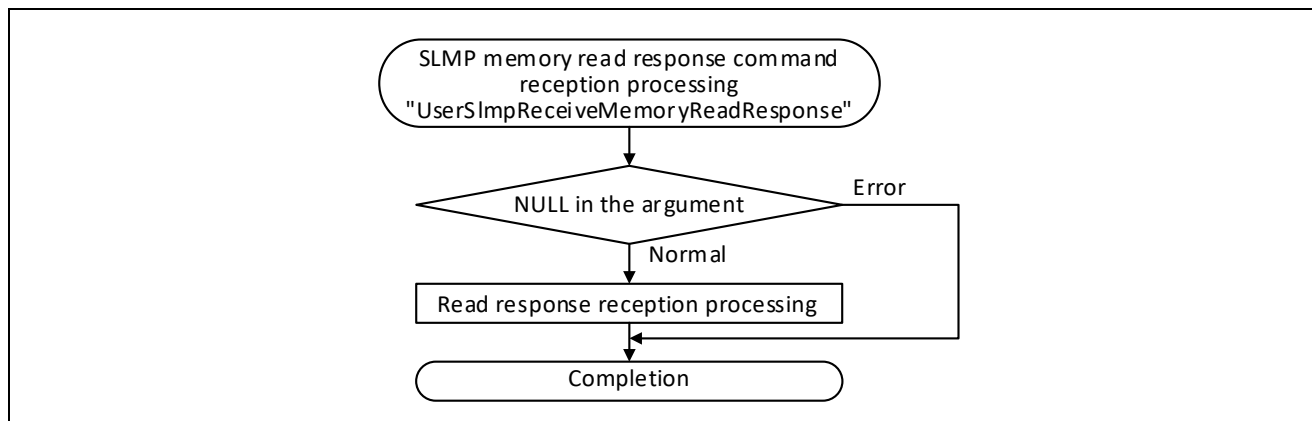 SLMP memory read response command
reception processing
"UserSlmpReceiveMemoryReadResponse"
Error
NULL in the argument
Normal
Read response reception processing
Completion